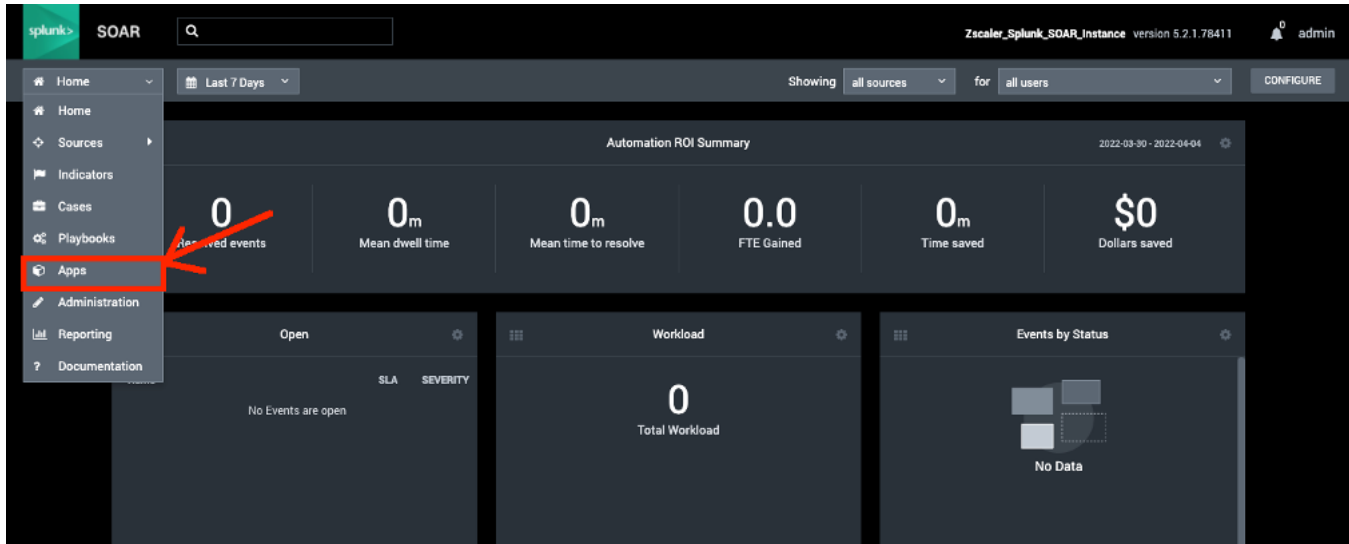 splunk> SOAR Zscaler_Splunk_SOAR_Instance version 5.2.1.78411 0 admin
Home Last 7 Days Showing all sources for all users CONFIGURE
Home
Sources
Indicators
Cases
Playbooks
Apps
Administration
Reporting
? Documentation
Automation ROI Summary 2022-03-30 - 2022-04-04
0 0m 0m 0.0 0m $0
Resolved events Mean dwell time Mean time to resolve FTE Gained Time saved Dollars saved
Open Workload Events by Status
SLA SEVERITY
No Events are open
0
Total Workload
No Data